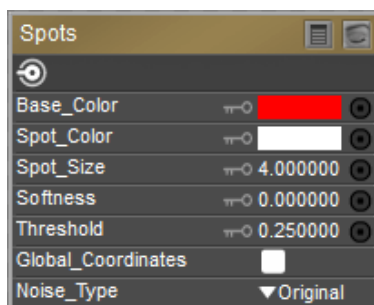 Spots
Base_Color
Spot_Color
Spot_Size 4.000000
Softness 0.000000
Threshold 0.250000
Global_Coordinates
Noise_Type Original